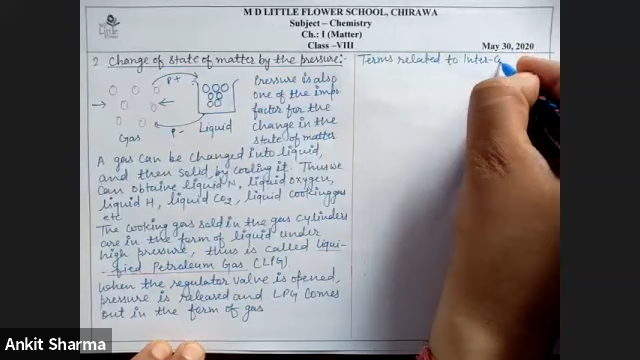 M D LITTLE FLOWER SCHOOL, CHIRAWA
Subject – Chemistry
Ch.: I (Matter)
Class –VIII
May 30, 2020
2 Change of state of matter by the pressure:-
P+
P-
Gas
Liquid
Pressure is also
one of the imp.
factor for the
change in the
state of matter
A gas can be changed into liquid,
and then solid by cooling it. Thus we
can obtaine liquid N, liquid oxygen,
liquid H, liquid CO2, liquid cooking gas
etc.
The cooking gas sold in the gas cylinders
are in the form of liquid under
high pressure, thus is called Liqui-
-fied Petroleum Gas (LPG)
when the regulator valve is opened,
pressure is released and LPG comes
out in the form of gas
Terms related to Inter-
Ankit Sharma